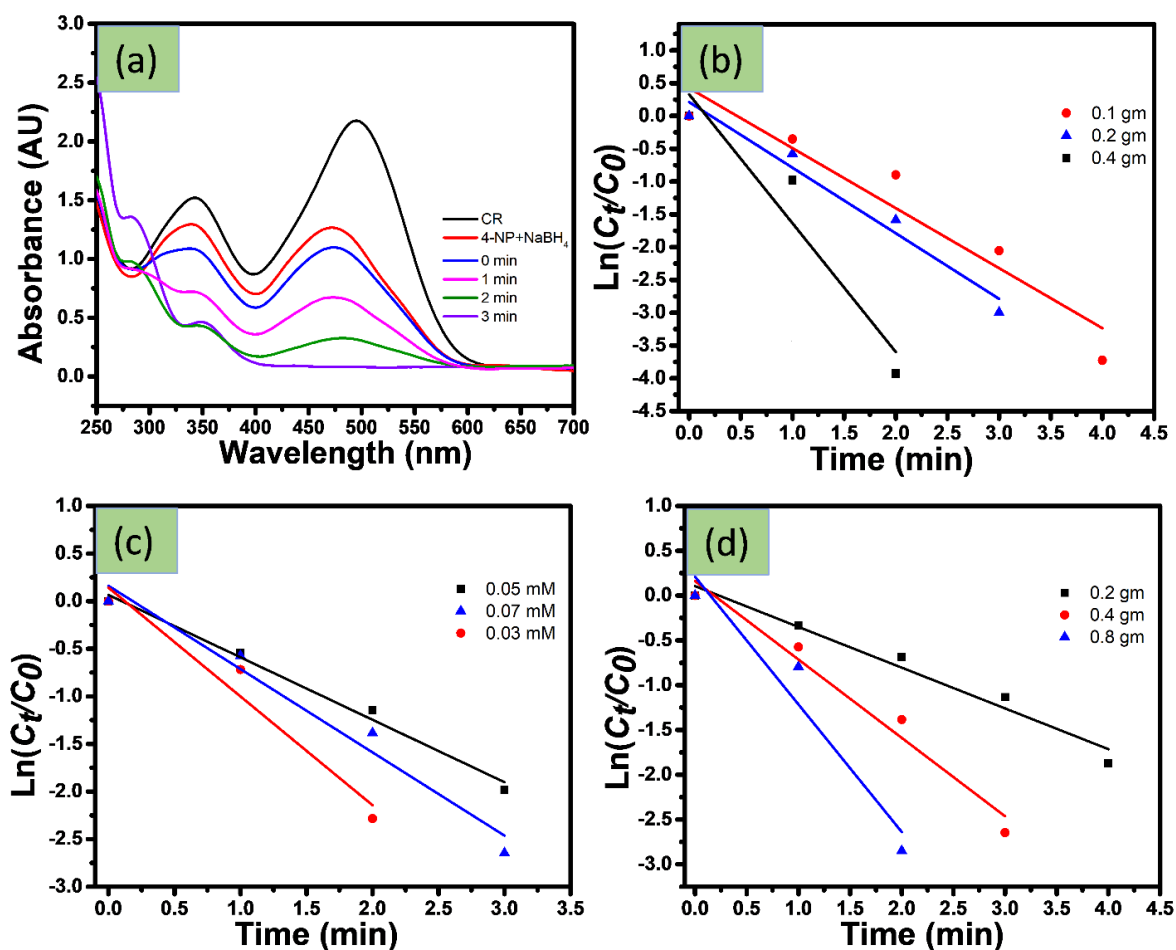 (a)
3.0
2.5
2.0
1.5
1.0
0.5
0.0
Absorbance (AU)
250 300 350 400 450 500 550 600 650 700
Wavelength (nm)
CR
4-NP+NaBH4
0 min
1 min
2 min
3 min
(b)
1.0
0.5
0.0
-0.5
-1.0
-1.5
-2.0
-2.5
-3.0
-3.5
-4.0
-4.5
Ln(Ct/C0)
0.0 0.5 1.0 1.5 2.0 2.5 3.0 3.5 4.0 4.5
Time (min)
0.1 gm
0.2 gm
0.4 gm
(c)
1.0
0.5
0.0
-0.5
-1.0
-1.5
-2.0
-2.5
-3.0
Ln(Ct/C0)
0.0 0.5 1.0 1.5 2.0 2.5 3.0 3.5
Time (min)
0.05 mM
0.07 mM
0.03 mM
(d)
1.0
0.5
0.0
-0.5
-1.0
-1.5
-2.0
-2.5
-3.0
Ln(Ct/C0)
0.0 0.5 1.0 1.5 2.0 2.5 3.0 3.5 4.0 4.5
Time (min)
0.2 gm
0.4 gm
0.8 gm